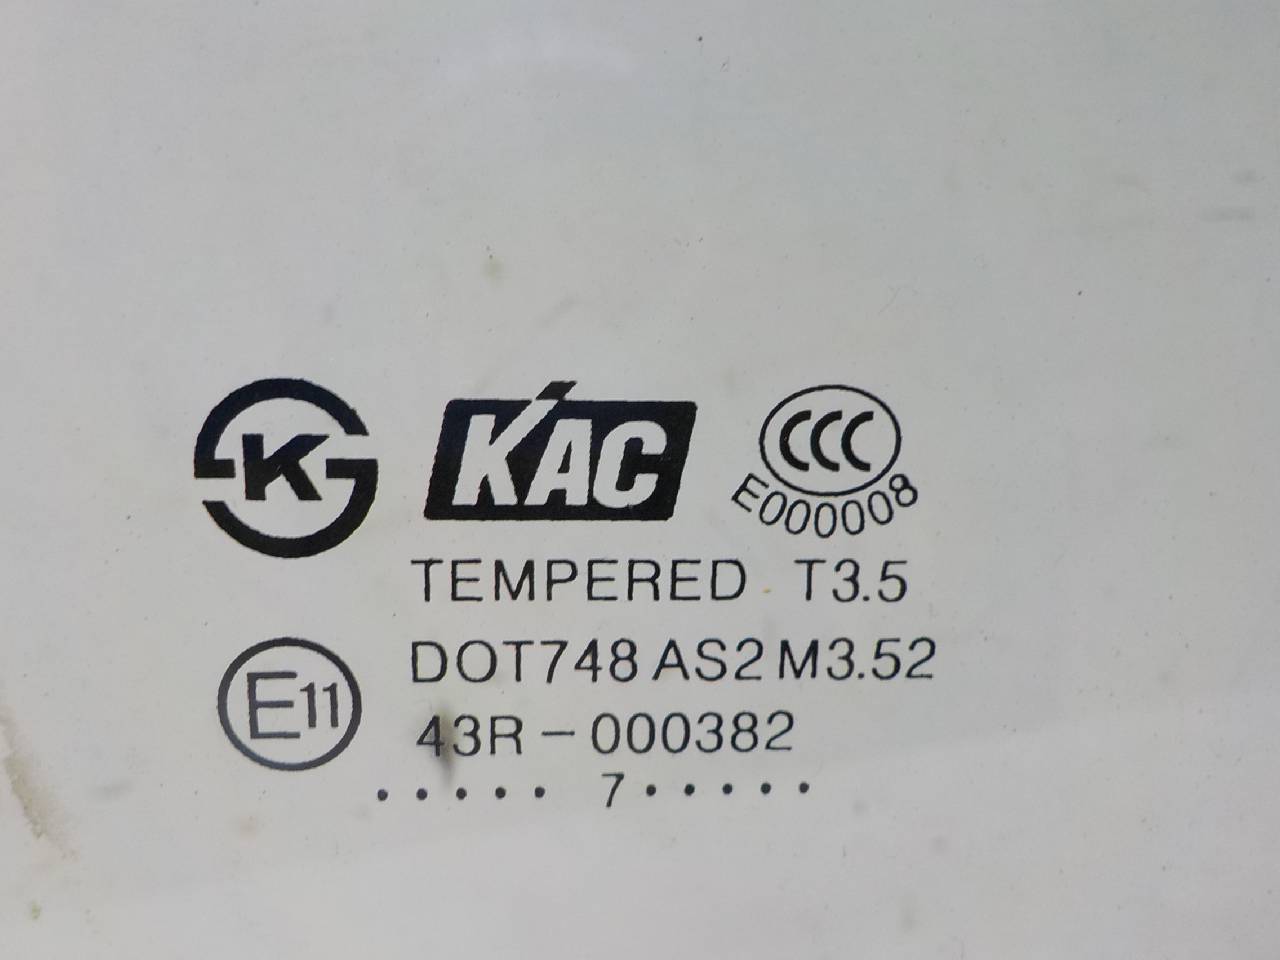 K KAC CCC
E000008
TEMPERED T3.5
DOT748 AS2 M3.52
E11 43R-000382
• • • • • 7 • • • • •